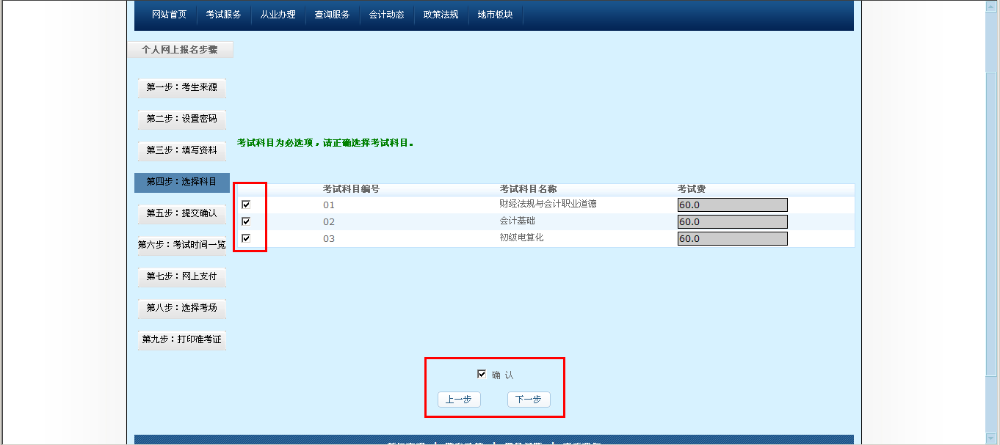 网站首页 考试服务 从业办理 查询服务 会计动态 政策法规 地市板块
个人网上报名步骤
第一步：考生来源
第二步：设置密码
第三步：填写资料
第四步：选择科目
第五步：提交确认
第六步：考试时间一览
第七步：网上支付
第八步：选择考场
第九步：打印准考证
考试科目为必选项，请正确选择考试科目。
考试科目编号 考试科目名称 考试费
01 财经法规与会计职业道德 60.0
02 会计基础 60.0
03 初级电算化 60.0
确 认
上一步 下一步